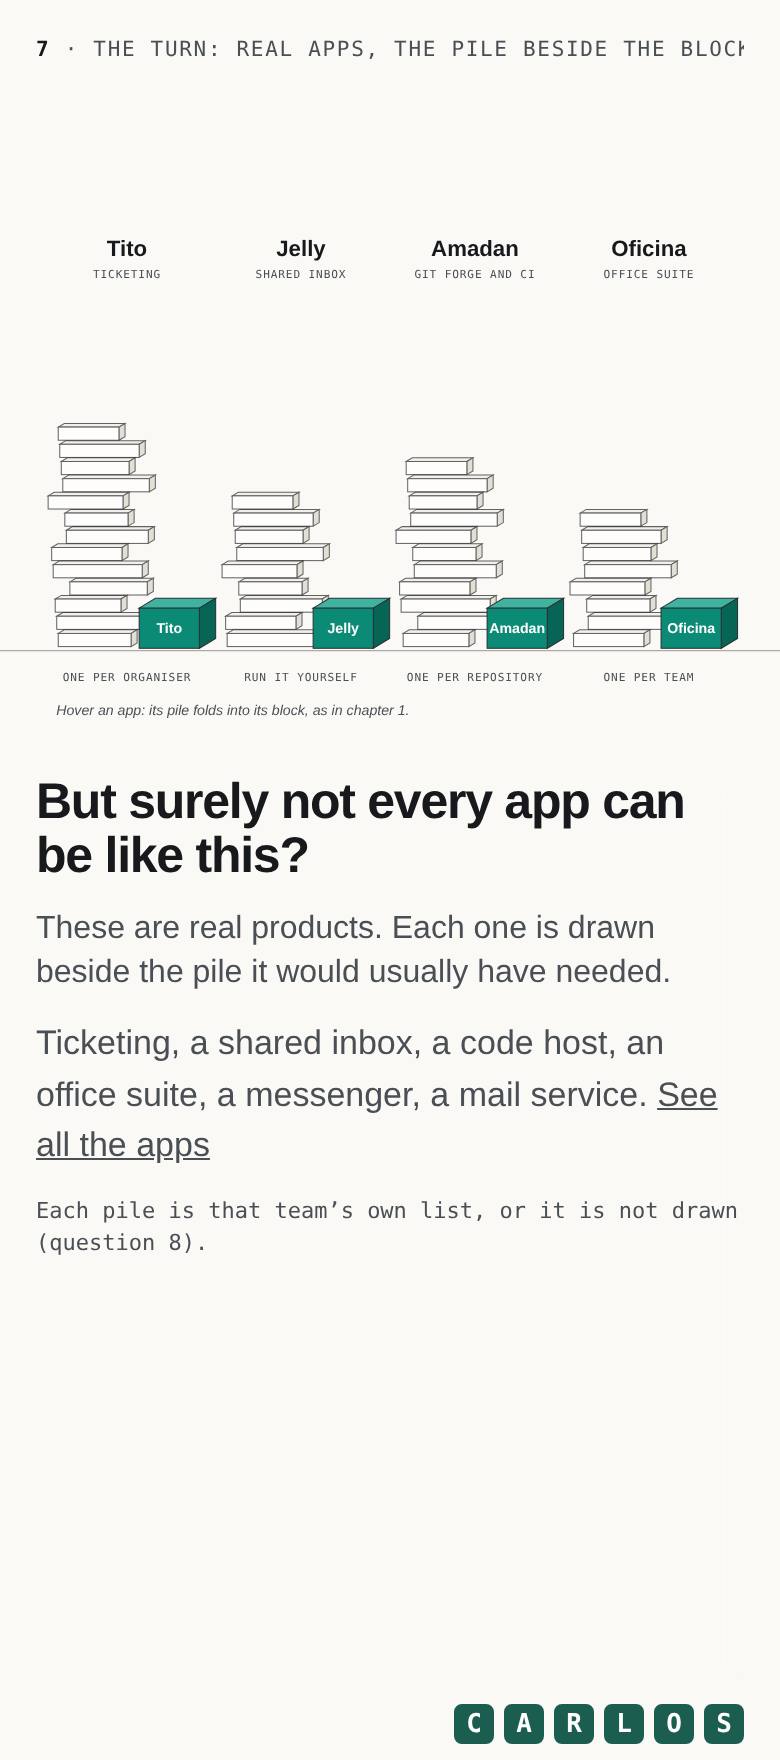 7 · THE TURN: REAL APPS, THE PILE BESIDE THE BLOCK
Tito Jelly Amadan Oficina
TICKETING SHARED INBOX GIT FORGE AND CI OFFICE SUITE
Tito Jelly Amadan Oficina
ONE PER ORGANISER RUN IT YOURSELF ONE PER REPOSITORY ONE PER TEAM
Hover an app: its pile folds into its block, as in chapter 1.
But surely not every app can
be like this?
These are real products. Each one is drawn
beside the pile it would usually have needed.
Ticketing, a shared inbox, a code host, an
office suite, a messenger, a mail service. See
all the apps
Each pile is that team’s own list, or it is not drawn
(question 8).
CARLOS